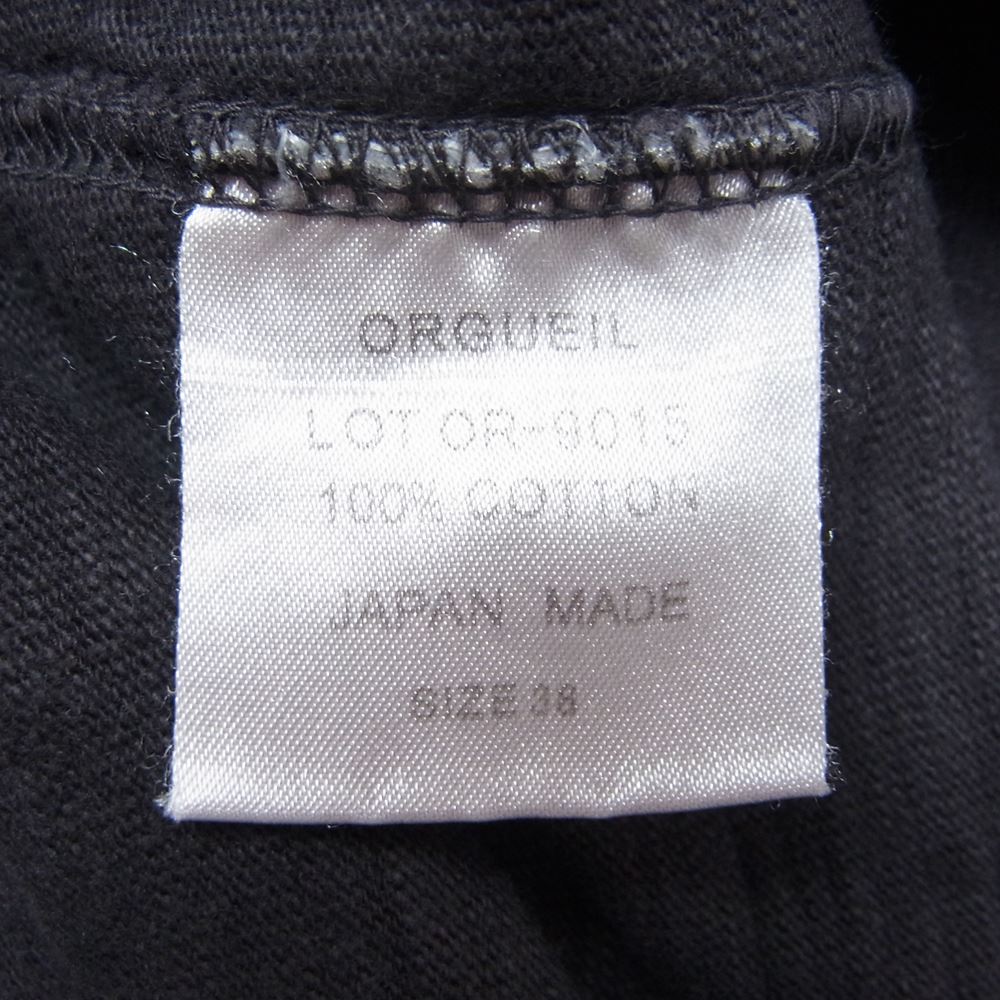 ORGUEIL
LOT OR-9015
100% COTTON
JAPAN MADE
SIZE 38